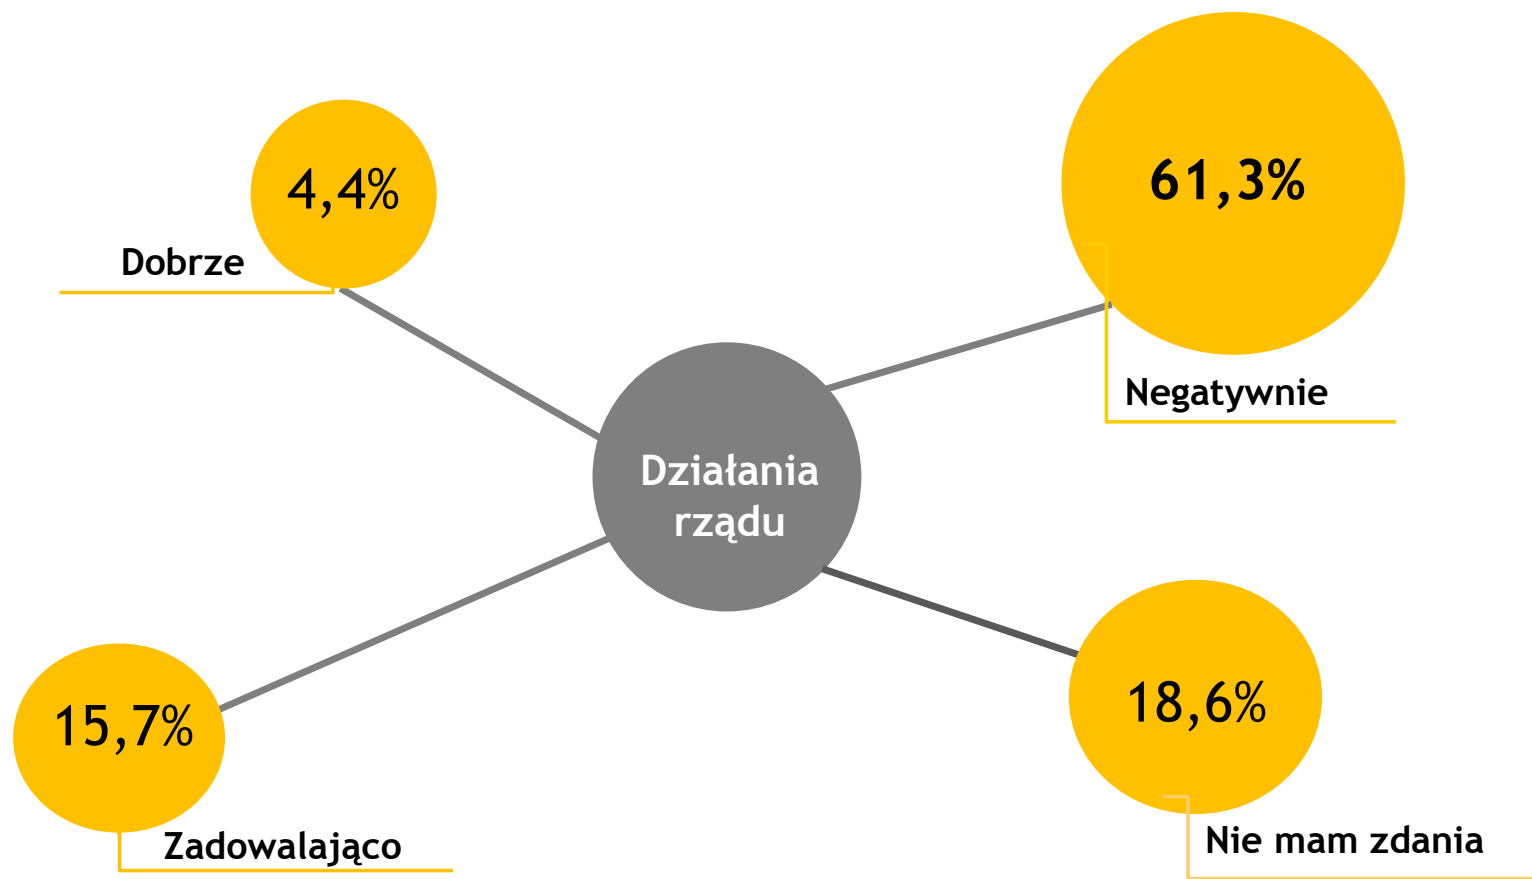 4,4%
Dobrze
61,3%
Negatywnie
Działania
rządu
15,7%
Zadowalająco
18,6%
Nie mam zdania